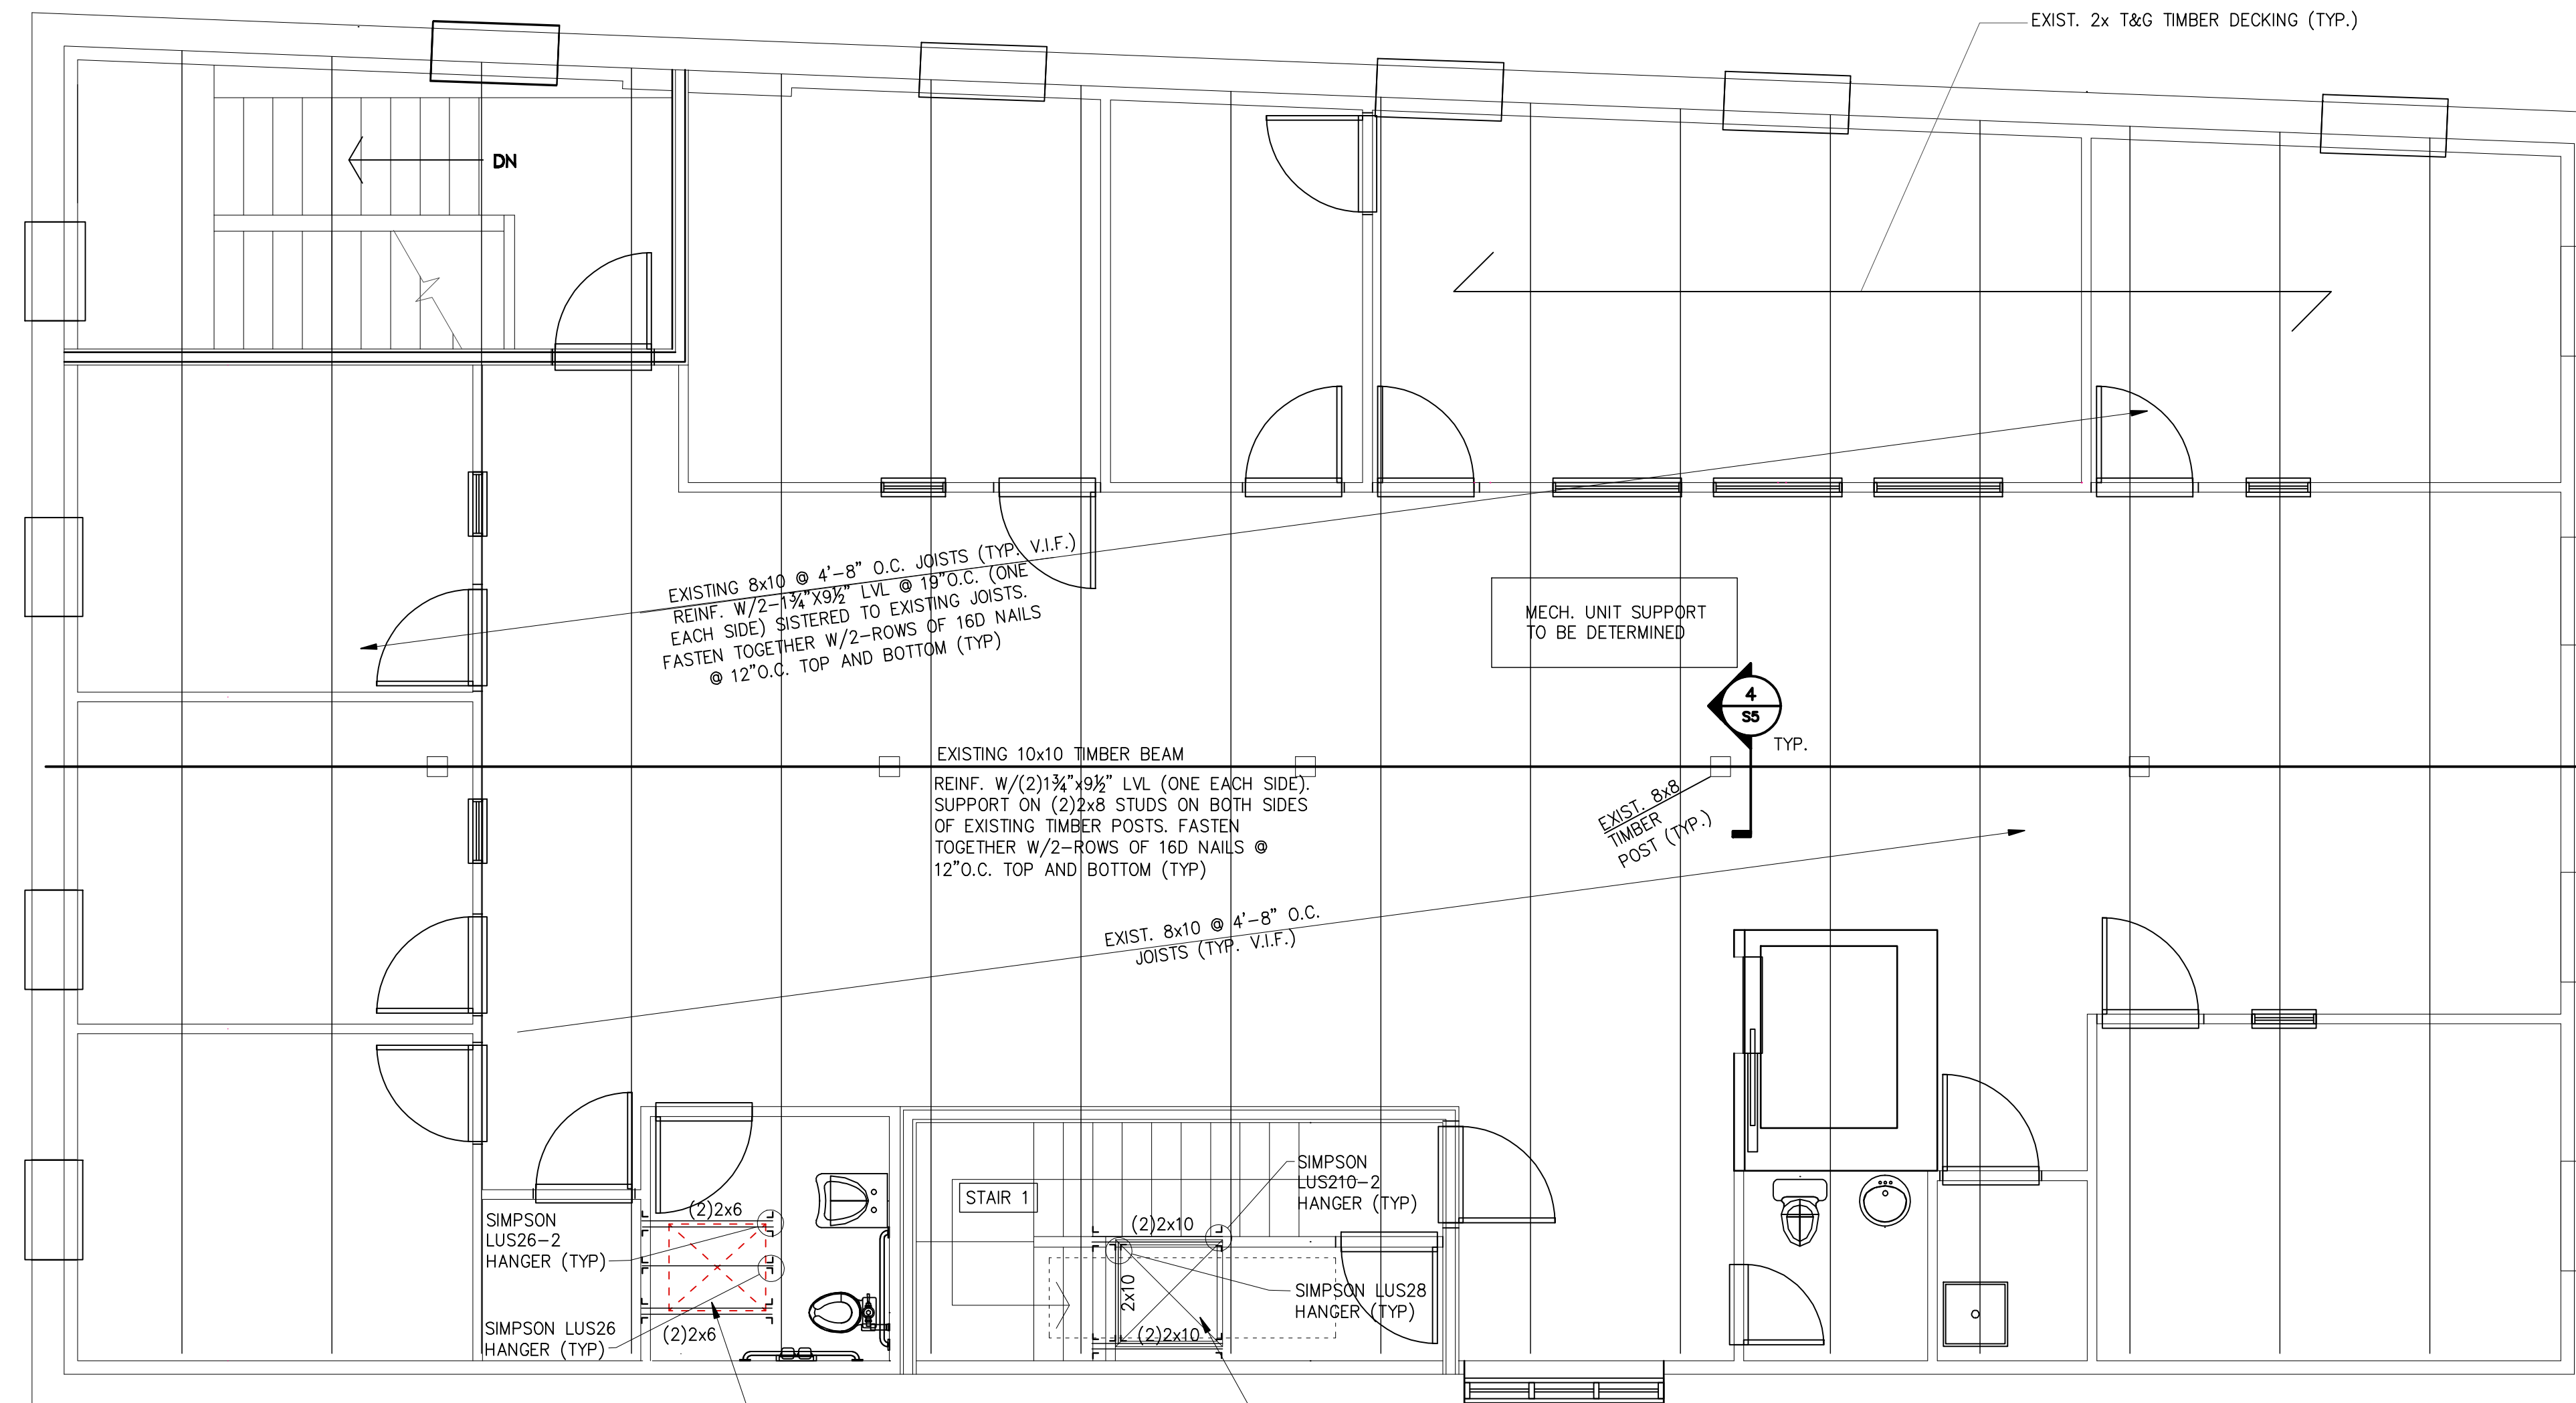 EXIST. 2x T&G TIMBER DECKING (TYP.)
DN
EXISTING 8x10 @ 4'-8" O.C. JOISTS (TYP. V.I.F.)
REINF. W/2-1¾"X9½" LVL @ 19"O.C. (ONE
EACH SIDE) SISTERED TO EXISTING JOISTS.
FASTEN TOGETHER W/2-ROWS OF 16D NAILS
@ 12"O.C. TOP AND BOTTOM (TYP)
MECH. UNIT SUPPORT
TO BE DETERMINED
4
S5
TYP.
EXISTING 10x10 TIMBER BEAM
REINF. W/(2)1¾"x9½" LVL (ONE EACH SIDE).
SUPPORT ON (2)2x8 STUDS ON BOTH SIDES
OF EXISTING TIMBER POSTS. FASTEN
TOGETHER W/2-ROWS OF 16D NAILS @
12"O.C. TOP AND BOTTOM (TYP)
EXIST. 8x8
TIMBER
POST (TYP.)
EXIST. 8x10 @ 4'-8" O.C.
JOISTS (TYP. V.I.F.)
SIMPSON
LUS26-2
HANGER (TYP)
(2)2x6
SIMPSON LUS26
HANGER (TYP)
(2)2x6
STAIR 1
SIMPSON
LUS210-2
HANGER (TYP)
(2)2x10
2x10
SIMPSON LUS28
HANGER (TYP)
(2)2x10